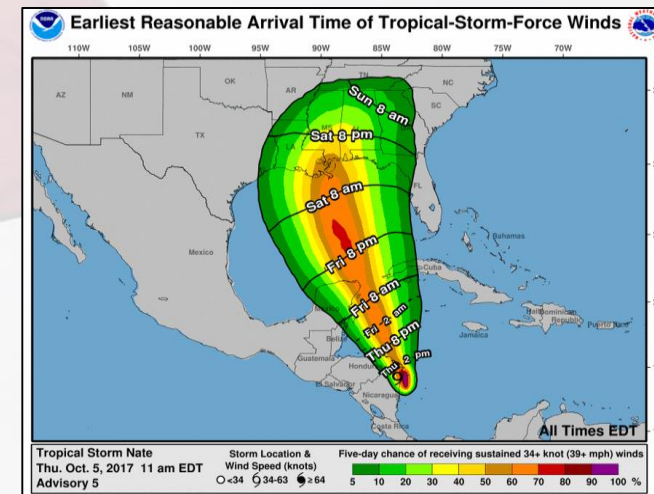 Earliest Reasonable Arrival Time of Tropical-Storm-Force Winds
110W 105W 100W 95W 90W 85W 80W 75W 70W
AZ NM OK AR TN NC
TX LA SC
FL
Sun 8 am
Sat 8 pm
Sat 8 am
Fri 8 pm
Fri 8 am
Fri 2 am
Thu 8 pm
Thu 2 pm
Mexico
Bahamas
Cuba
Dominican
Republic
Puerto Rico
Jamaica
Belize
Guatemala
El Salvador
Nicaragua
Costa Rica
All Times EDT
Tropical Storm Nate
Thu. Oct. 5, 2017 11 am EDT
Advisory 5
Storm Location &
Wind Speed (knots)
<34 34-63 ≥64
Five-day chance of receiving sustained 34+ knot (39+ mph) winds
5 10 20 30 40 50 60 70 80 90 100 %